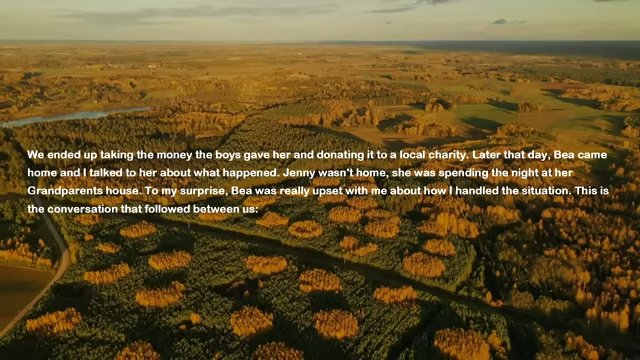 We ended up taking the money the boys gave her and donating it to a local charity. Later that day, Bea came
home and I talked to her about what happened. Jenny wasn't home, she was spending the night at her
Grandparents house. To my surprise, Bea was really upset with me about how I handled the situation. This is
the conversation that followed between us: